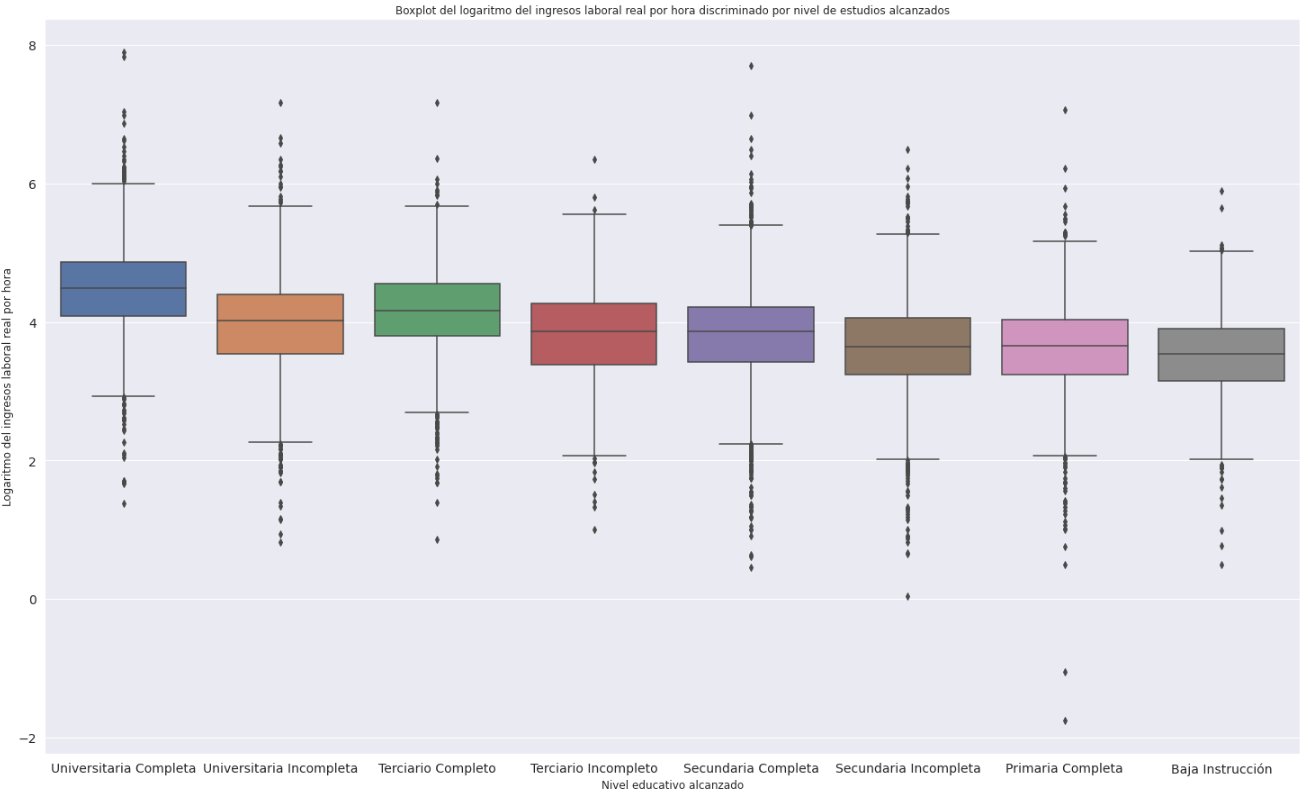 Boxplot del logaritmo del ingresos laboral real por hora discriminado por nivel de estudios alcanzados
Logaritmo del ingresos laboral real por hora
8
6
4
2
0
−2
Universitaria Completa
Universitaria Incompleta
Terciario Completo
Terciario Incompleto
Secundaria Completa
Secundaria Incompleta
Primaria Completa
Baja Instrucción
Nivel educativo alcanzado